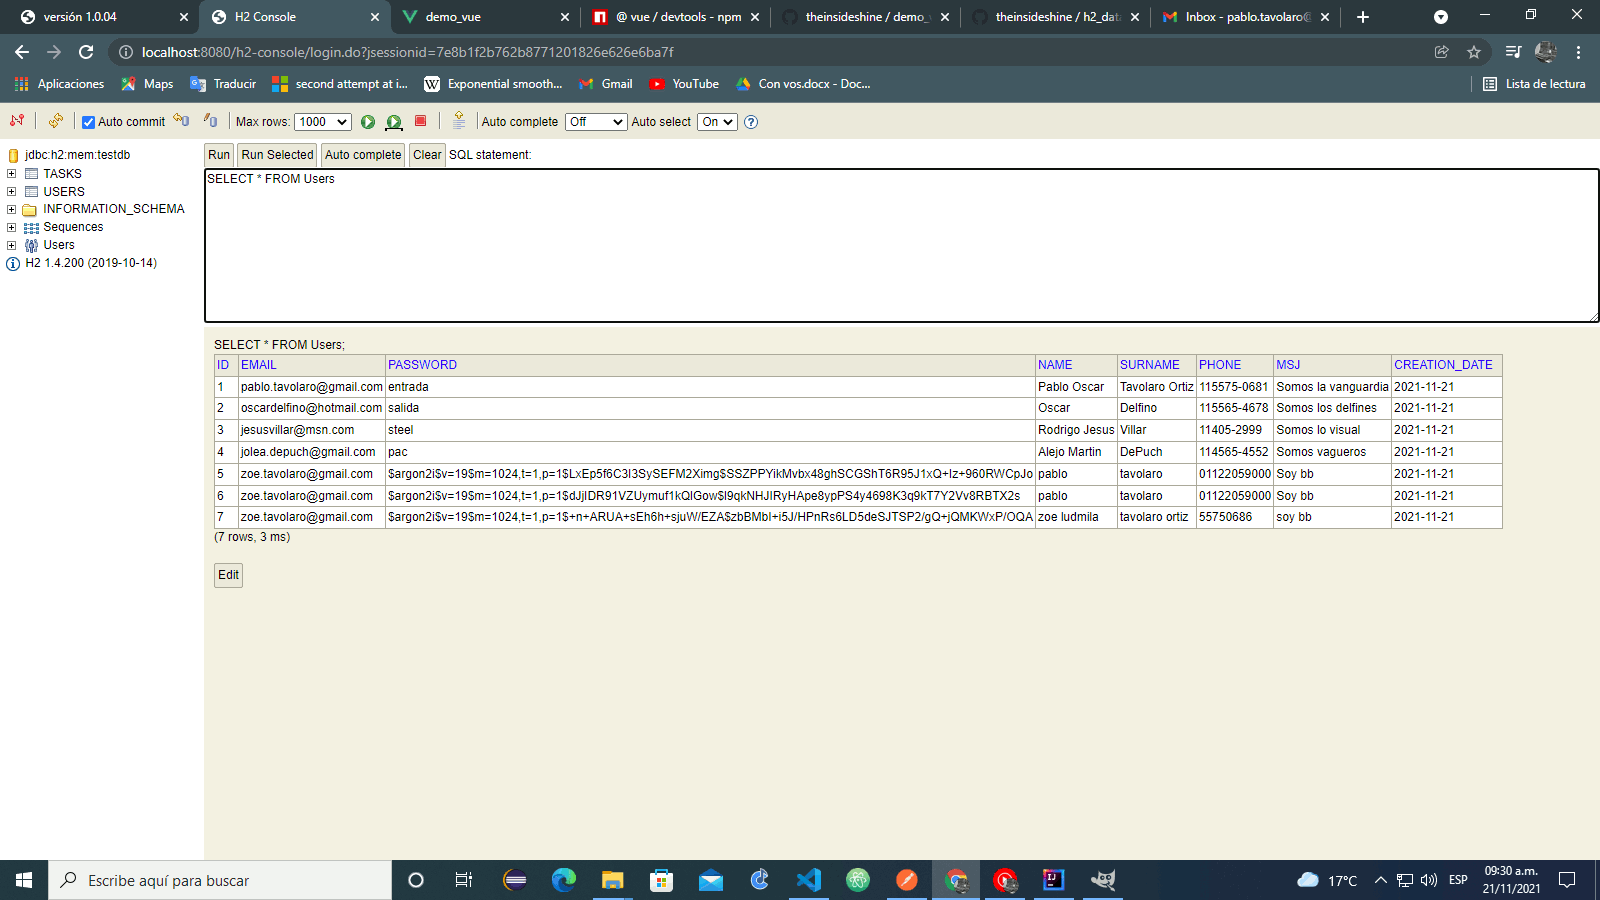 versión 1.0.04
H2 Console
demo_vue
@ vue / devtools - npm
theinsideshine / demo_v
theinsideshine / h2_data
Inbox - pablo.tavolaro@
localhost:8080/h2-console/login.do?jsessionid=7e8b1f2b762b8771201826e626e6ba7f
Aplicaciones
Maps
Traducir
second attempt at i...
Exponential smooth...
Gmail
YouTube
Con vos.docx - Doc...
Lista de lectura
Auto commit
Max rows: 1000
Auto complete Off
Auto select On
jdbc:h2:mem:testdb
TASKS
USERS
INFORMATION_SCHEMA
Sequences
Users
H2 1.4.200 (2019-10-14)
Run Run Selected Auto complete Clear SQL statement:
SELECT * FROM Users
SELECT * FROM Users;
ID EMAIL PASSWORD NAME SURNAME PHONE MSJ CREATION_DATE
1 pablo.tavolaro@gmail.com entrada Pablo Oscar Tavolaro Ortiz 115575-0681 Somos la vanguardia 2021-11-21
2 oscardelfino@hotmail.com salida Oscar Delfino 115565-4678 Somos los delfines 2021-11-21
3 jesusvillar@msn.com steel Rodrigo Jesus Villar 11405-2999 Somos lo visual 2021-11-21
4 jolea.depuch@gmail.com pac Alejo Martin DePuch 114565-4552 Somos vagueros 2021-11-21
5 zoe.tavolaro@gmail.com $argon2i$v=19$m=1024,t=1,p=1$LxEp5f6C3I3SySEFM2Ximg$SSZPPYikMvbx48ghSCGShT6R95J1xQ+Iz+960RWCpJo pablo tavolaro 01122059000 Soy bb 2021-11-21
6 zoe.tavolaro@gmail.com $argon2i$v=19$m=1024,t=1,p=1$dJjIDR91VZUymuf1kQIGow$I9qkNHJIRyHApe8ypPS4y4698K3q9kT7Y2Vv8RBTX2s pablo tavolaro 01122059000 Soy bb 2021-11-21
7 zoe.tavolaro@gmail.com $argon2i$v=19$m=1024,t=1,p=1$+n+ARUA+sEh6h+sjuW/EZA$zbBMbI+i5J/HPnRs6LD5deSJTSP2/gQ+jQMKWxP/OQA zoe ludmila tavolaro ortiz 55750686 soy bb 2021-11-21
(7 rows, 3 ms)
Edit
Escribe aquí para buscar
17°C
ESP
09:30 a.m.
21/11/2021